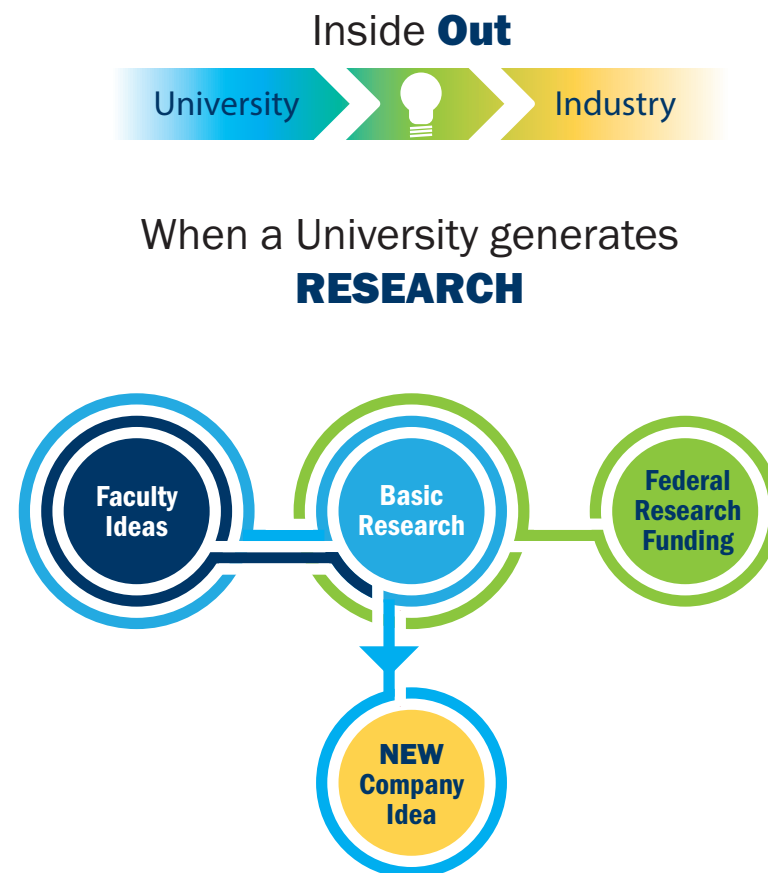 Inside Out
University
Industry
When a University generates
RESEARCH
Faculty
Ideas
Basic
Research
Federal
Research
Funding
NEW
Company
Idea